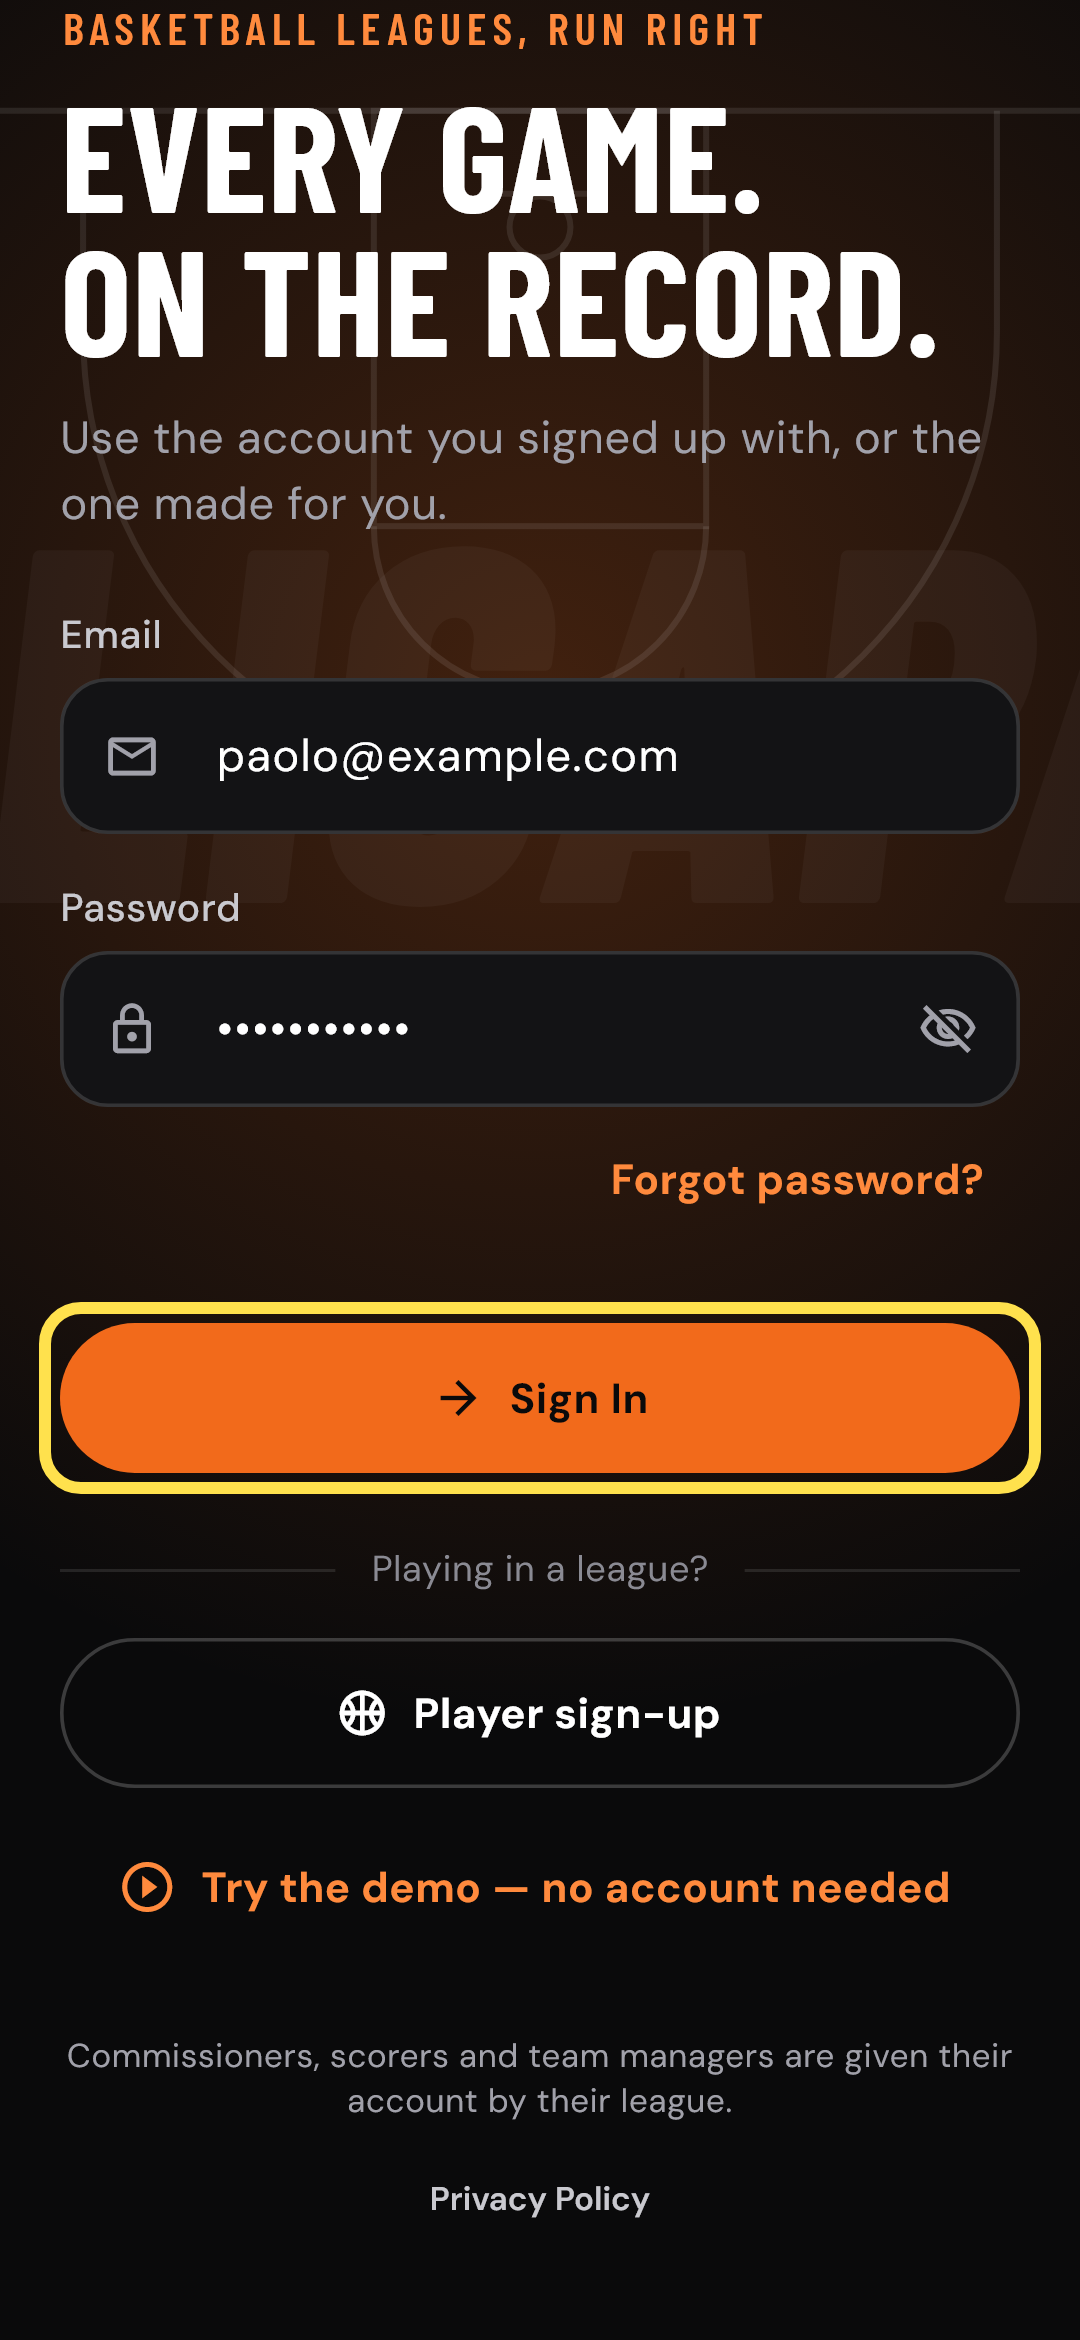 BASKETBALL LEAGUES, RUN RIGHT
EVERY GAME.
ON THE RECORD.
Use the account you signed up with, or the
one made for you.
Email
paolo@example.com
Password
•••••••••••
Forgot password?
Sign In
Playing in a league?
Player sign-up
Try the demo — no account needed
Commissioners, scorers and team managers are given their
account by their league.
Privacy Policy